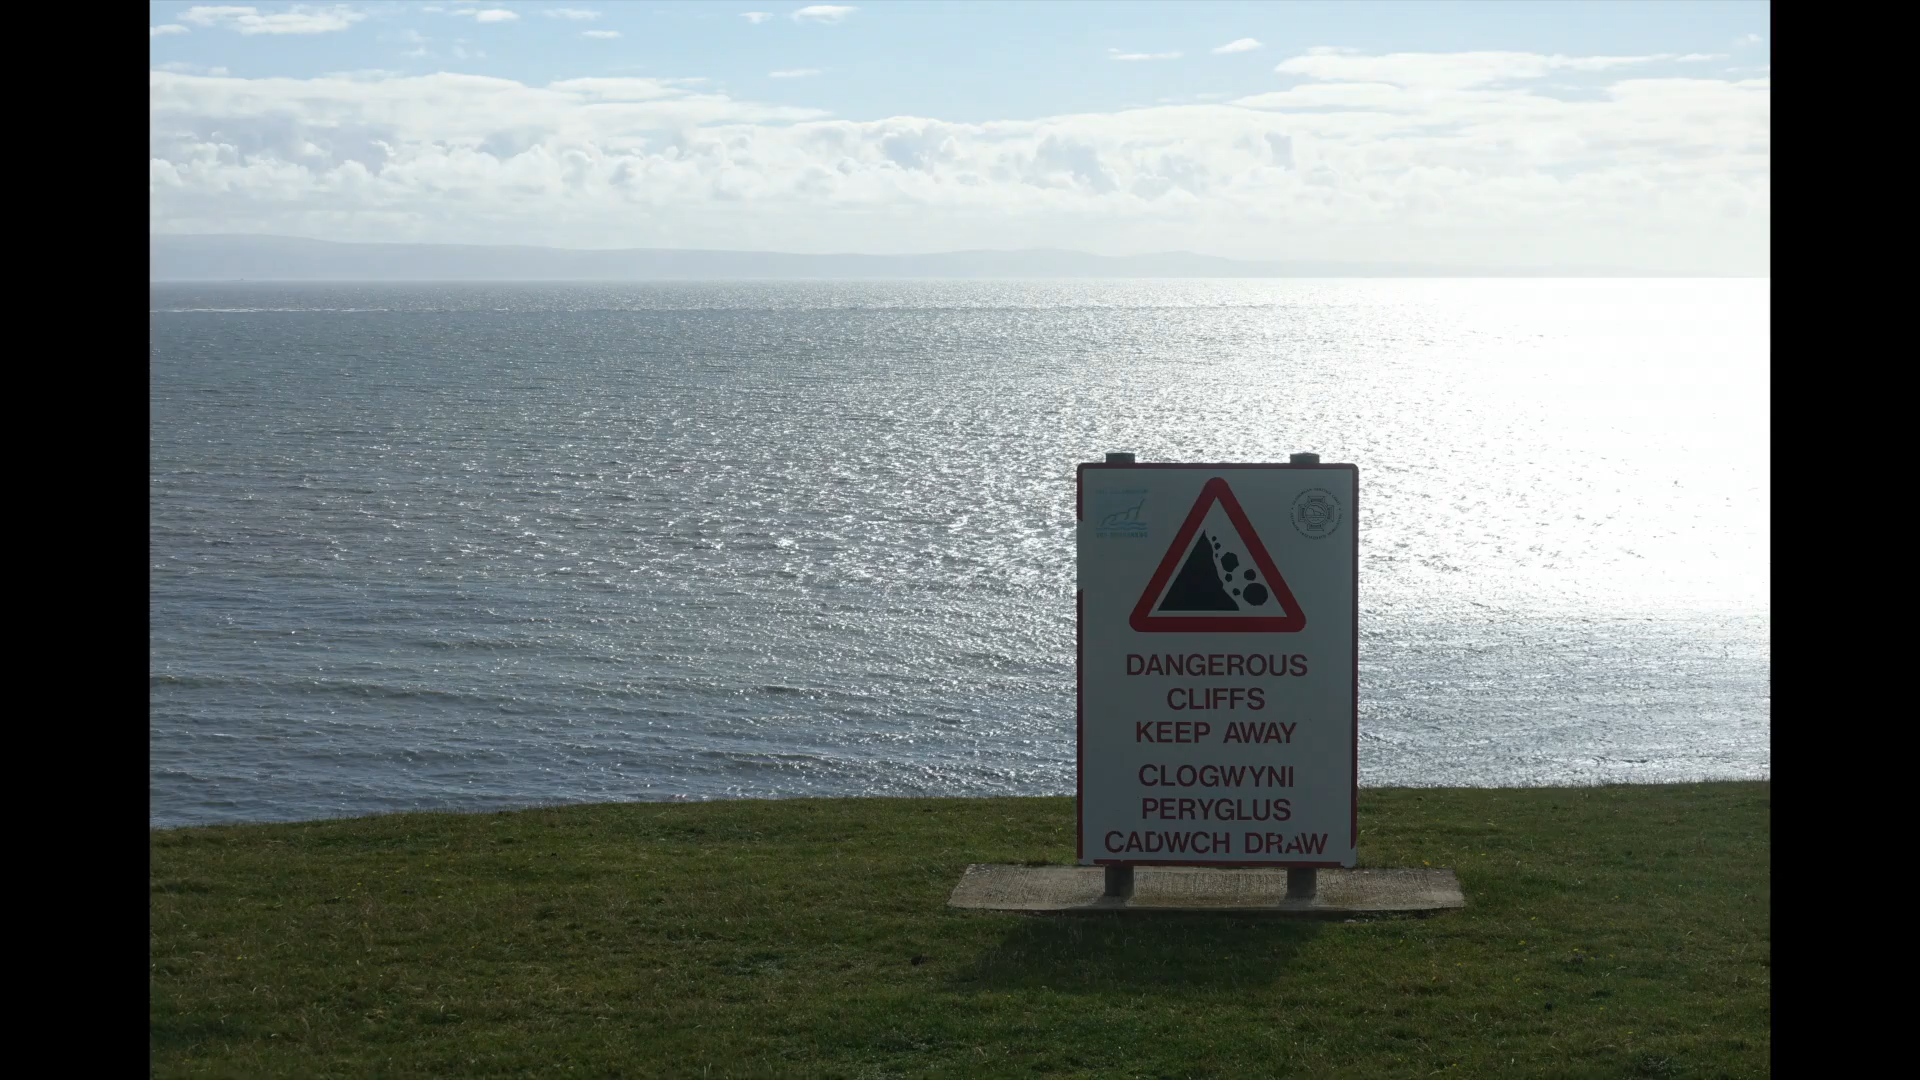 DANGEROUS
CLIFFS
KEEP AWAY
CLOGWYNI
PERYGLUS
CADWCH DRAW